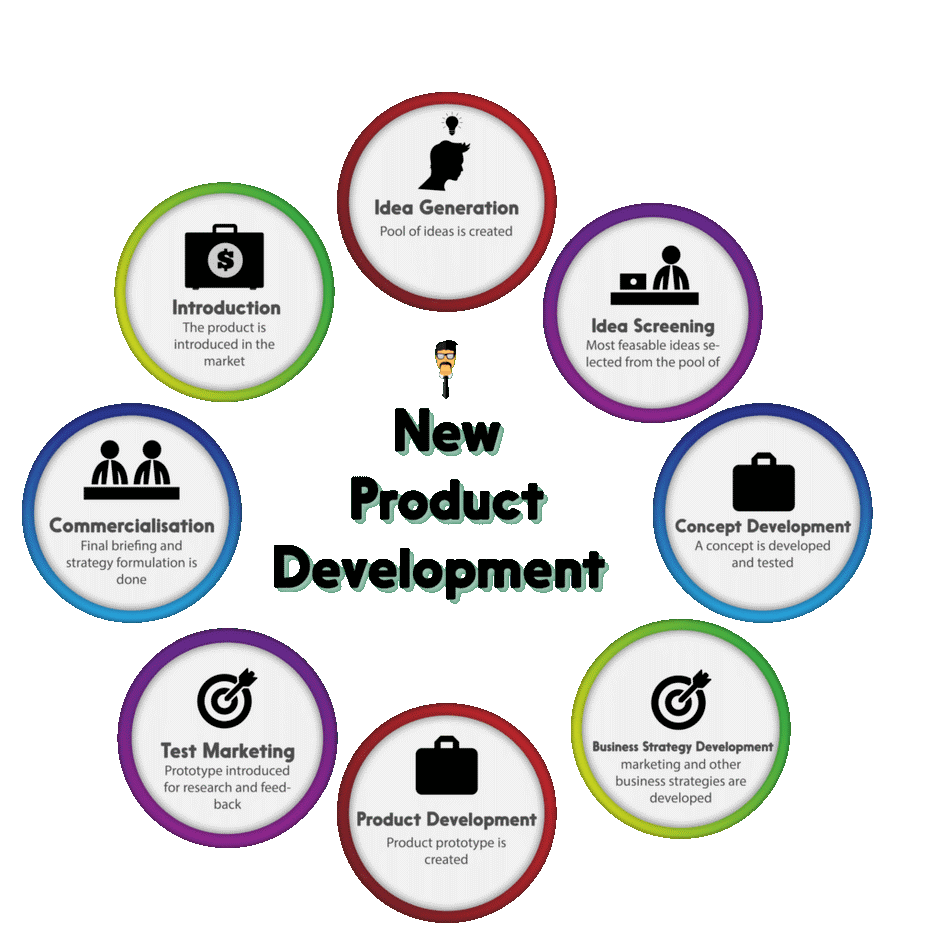 New
Product
Development
Idea Generation
Pool of ideas is created
Idea Screening
Most feasable ideas se-
lected from the pool of
Concept Development
A concept is developed
and tested
Business Strategy Development
marketing and other
business strategies are
developed
Product Development
Product prototype is
created
Test Marketing
Prototype introduced
for research and feed-
back
Commercialisation
Final briefing and
strategy formulation is
done
Introduction
$
The product is
introduced in the
market